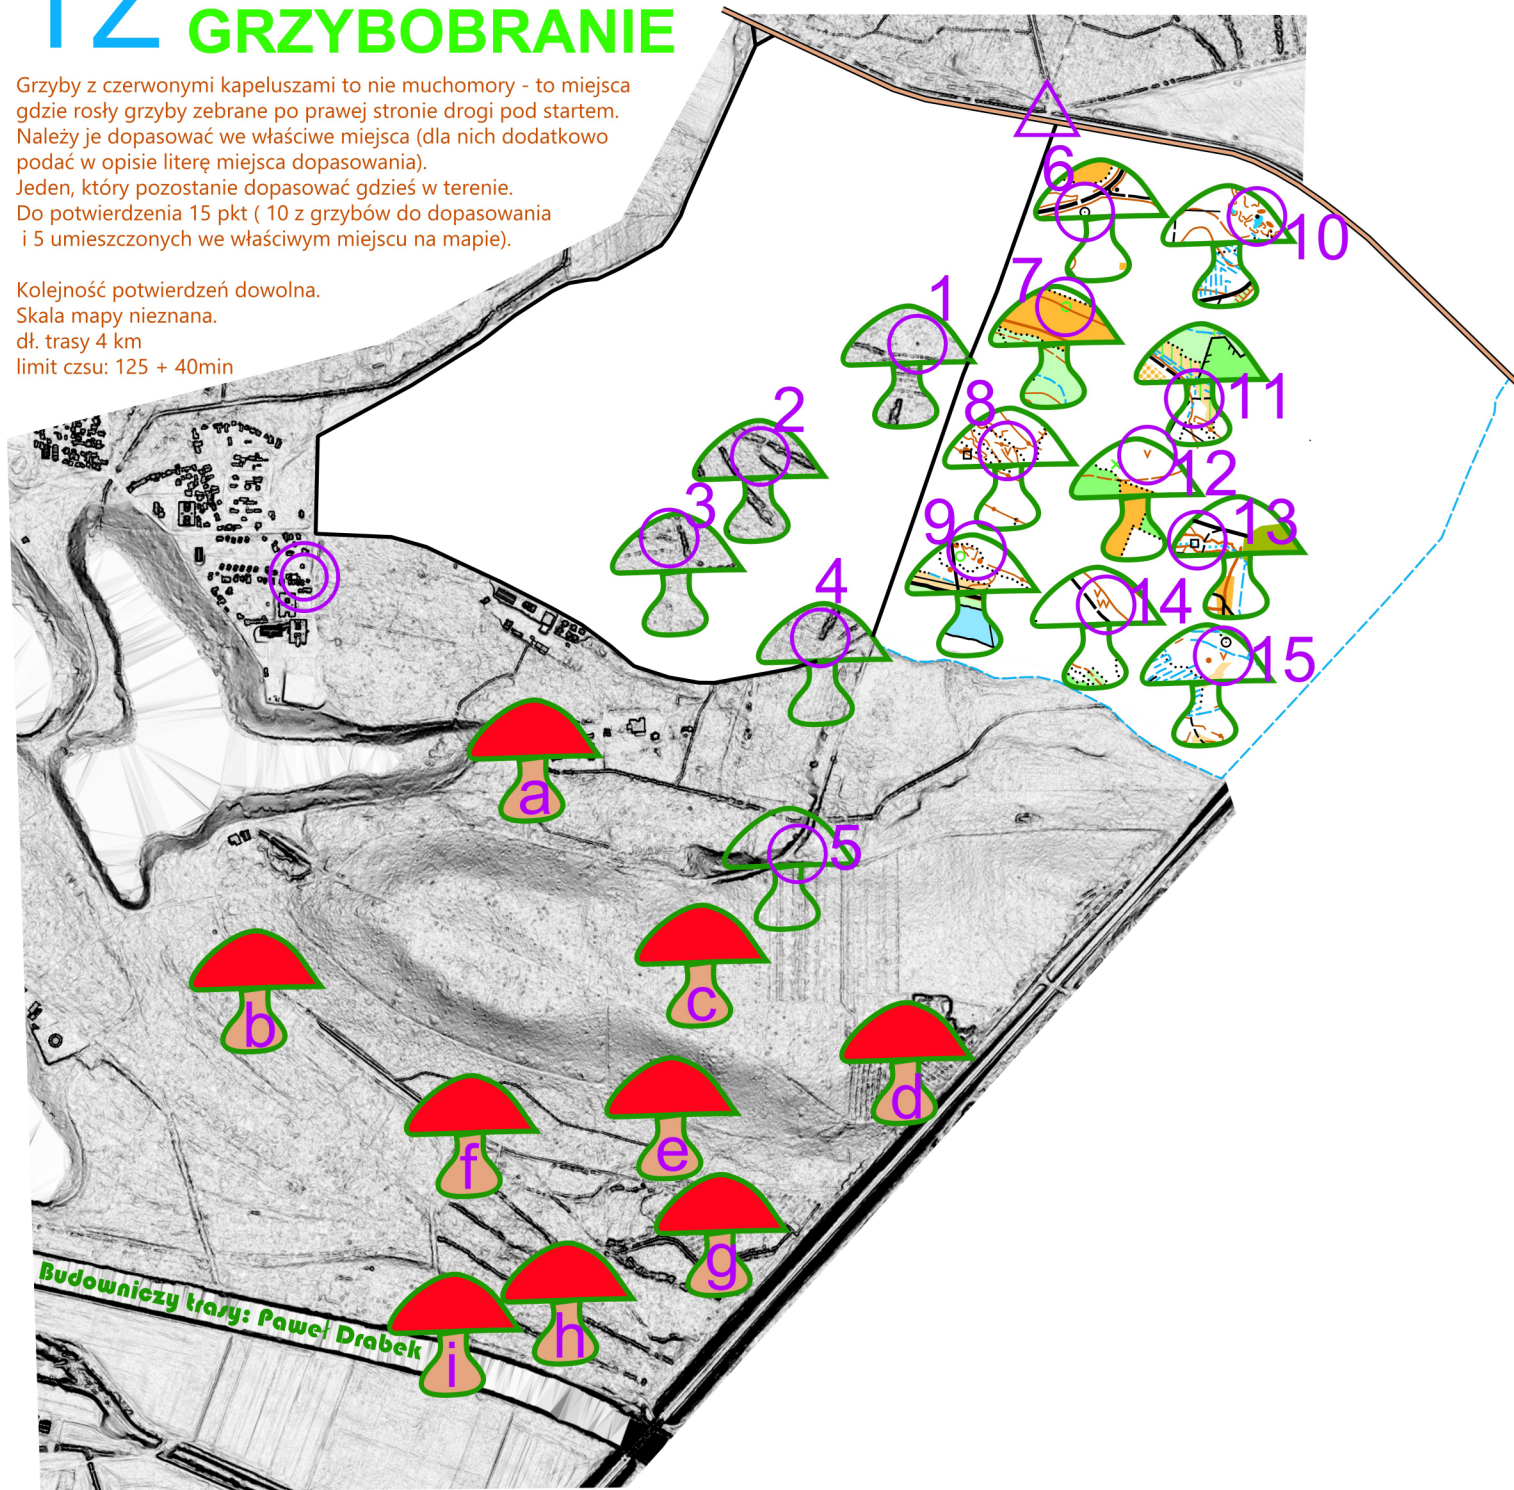 TZ
GRZYBOBRANIE
Grzyby z czerwonymi kapeluszami to nie muchomory - to miejsca
gdzie rosły grzyby zebrane po prawej stronie drogi pod startem.
Należy je dopasować we właściwe miejsca (dla nich dodatkowo
podać w opisie literę miejsca dopasowania).
Jeden, który pozostanie dopasować gdzieś w terenie.
Do potwierdzenia 15 pkt ( 10 z grzybów do dopasowania
i 5 umieszczonych we właściwym miejscu na mapie).
Kolejność potwierdzeń dowolna.
Skala mapy nieznana.
dł. trasy 4 km
limit czsu: 125 + 40min
6
10
7
1
11
2
8
12
3
9
13
4
14
15
a
5
c
b
d
e
f
g
h
i
Budowniczy trasy: Paweł Drabek